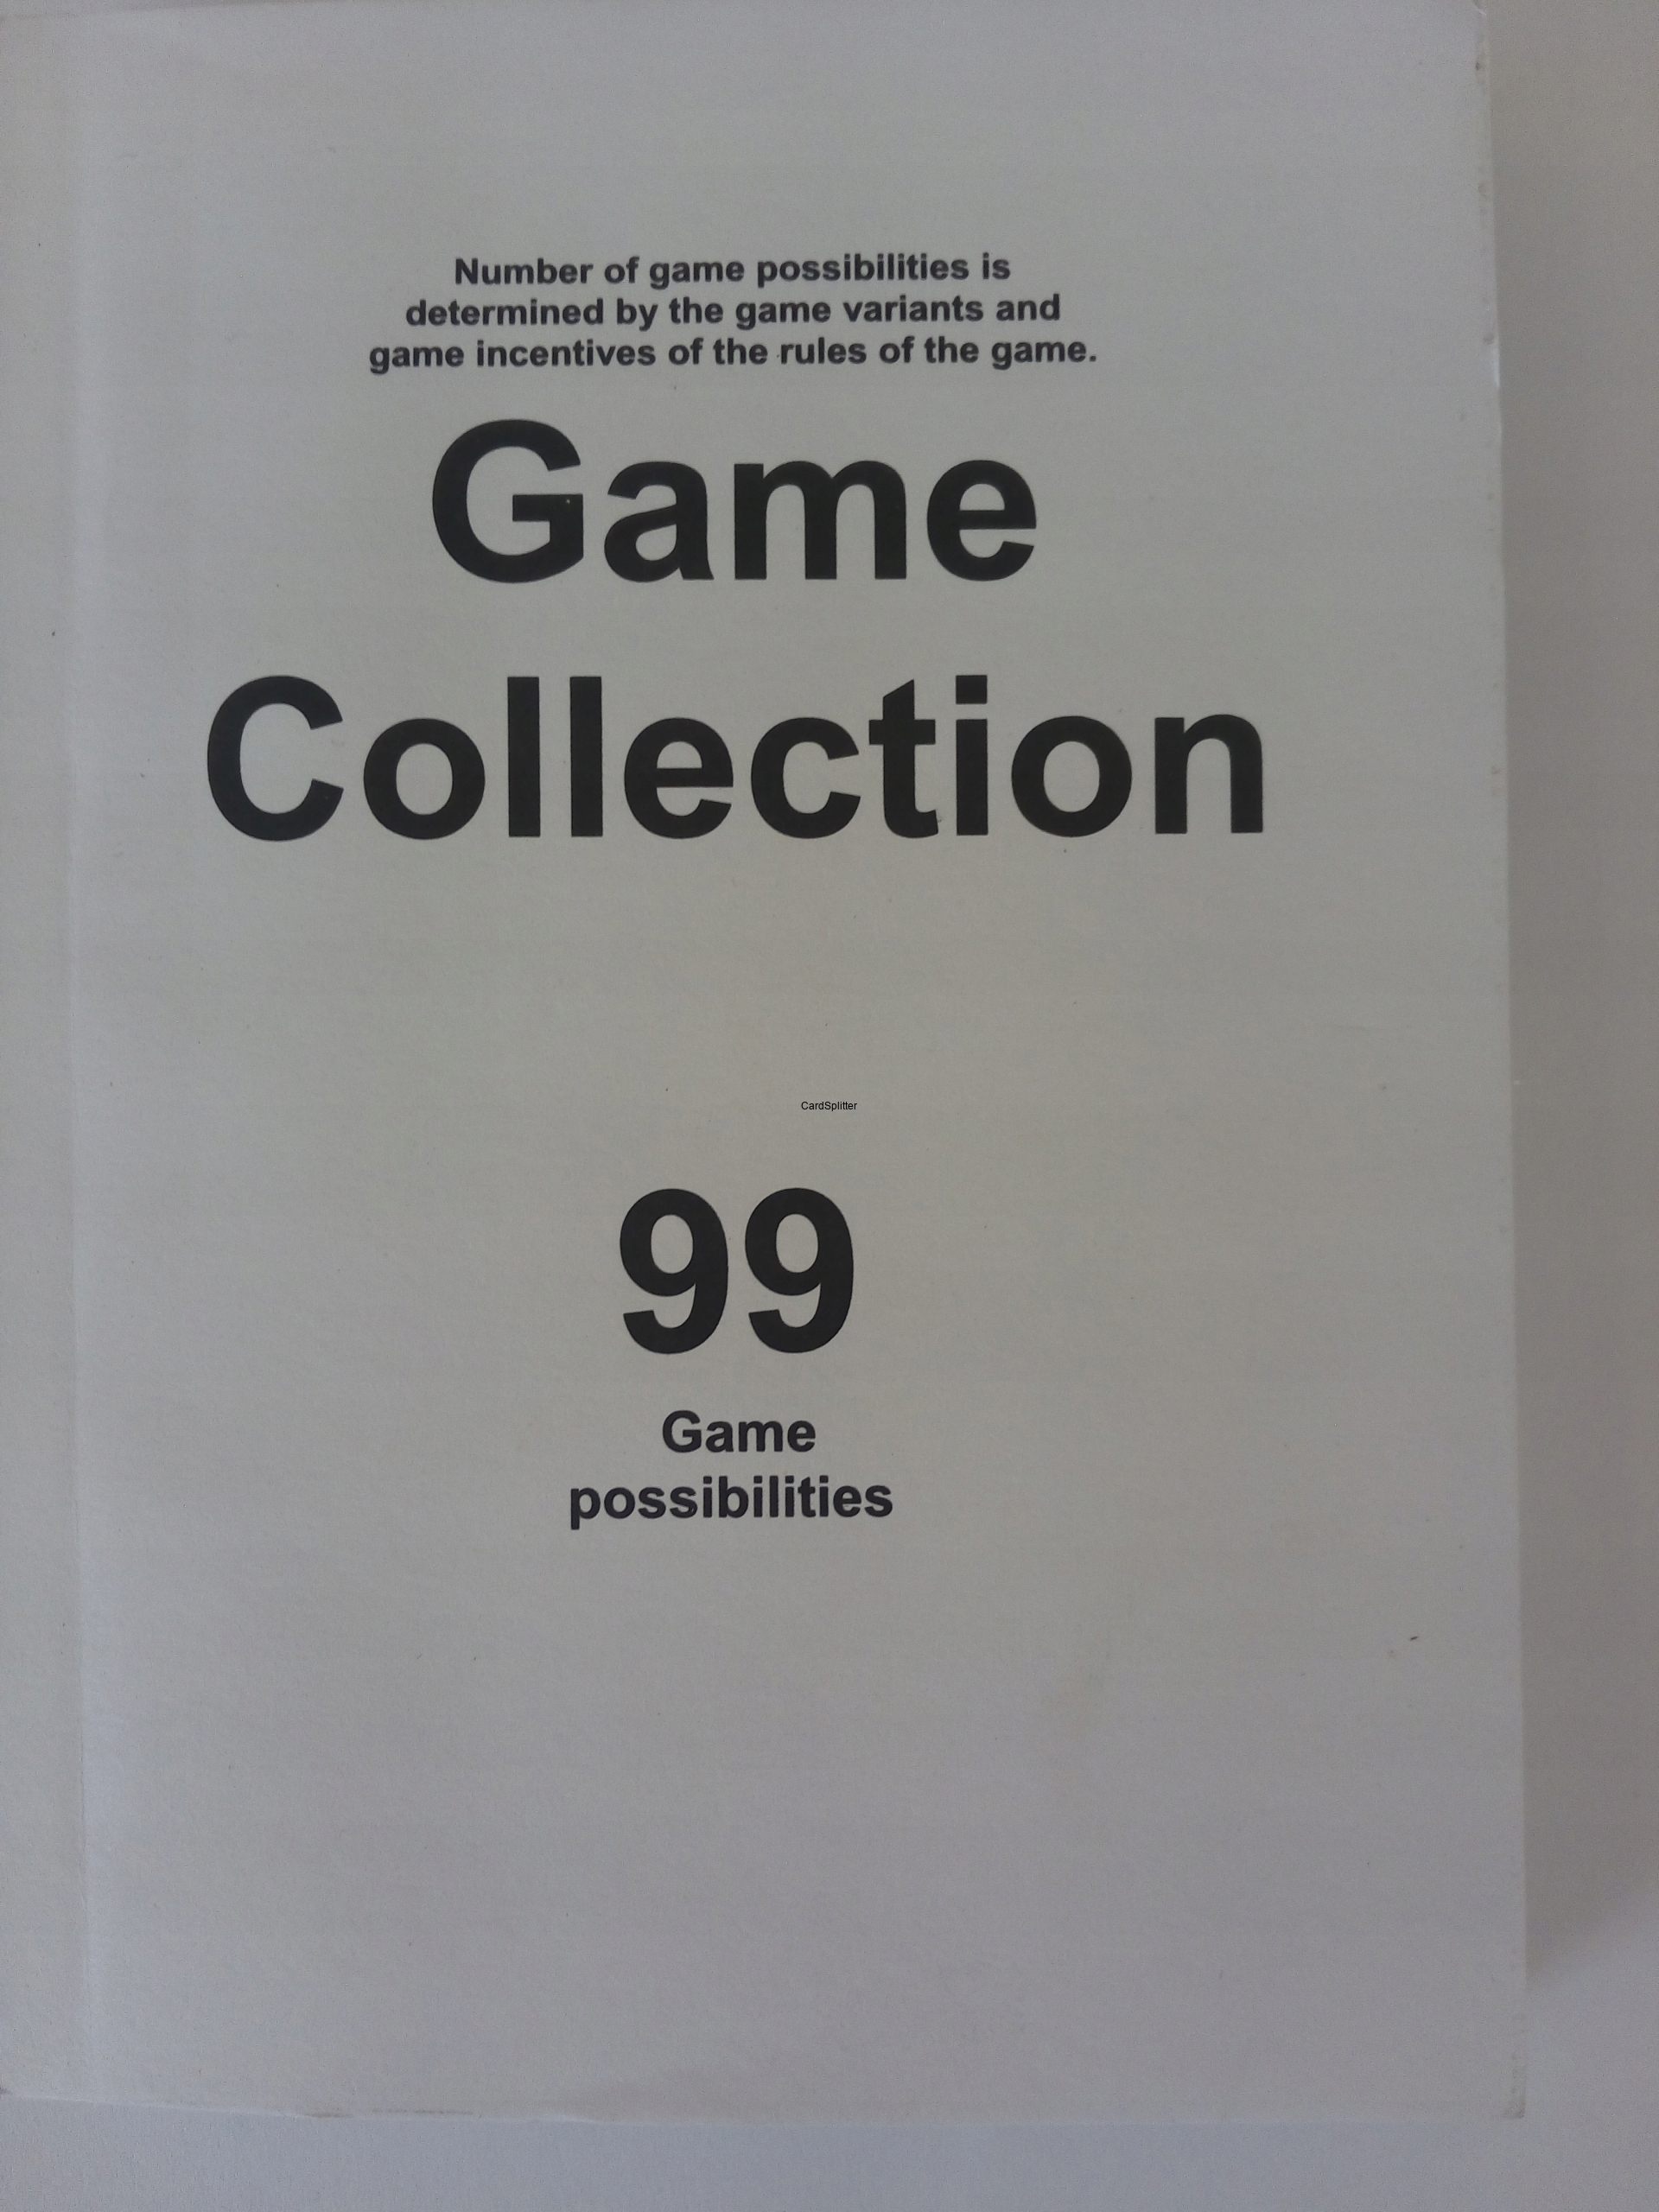 Number of game possibilities is
determined by the game variants and
game incentives of the rules of the game.
Game
Collection
CardSplitter
99
Game
possibilities